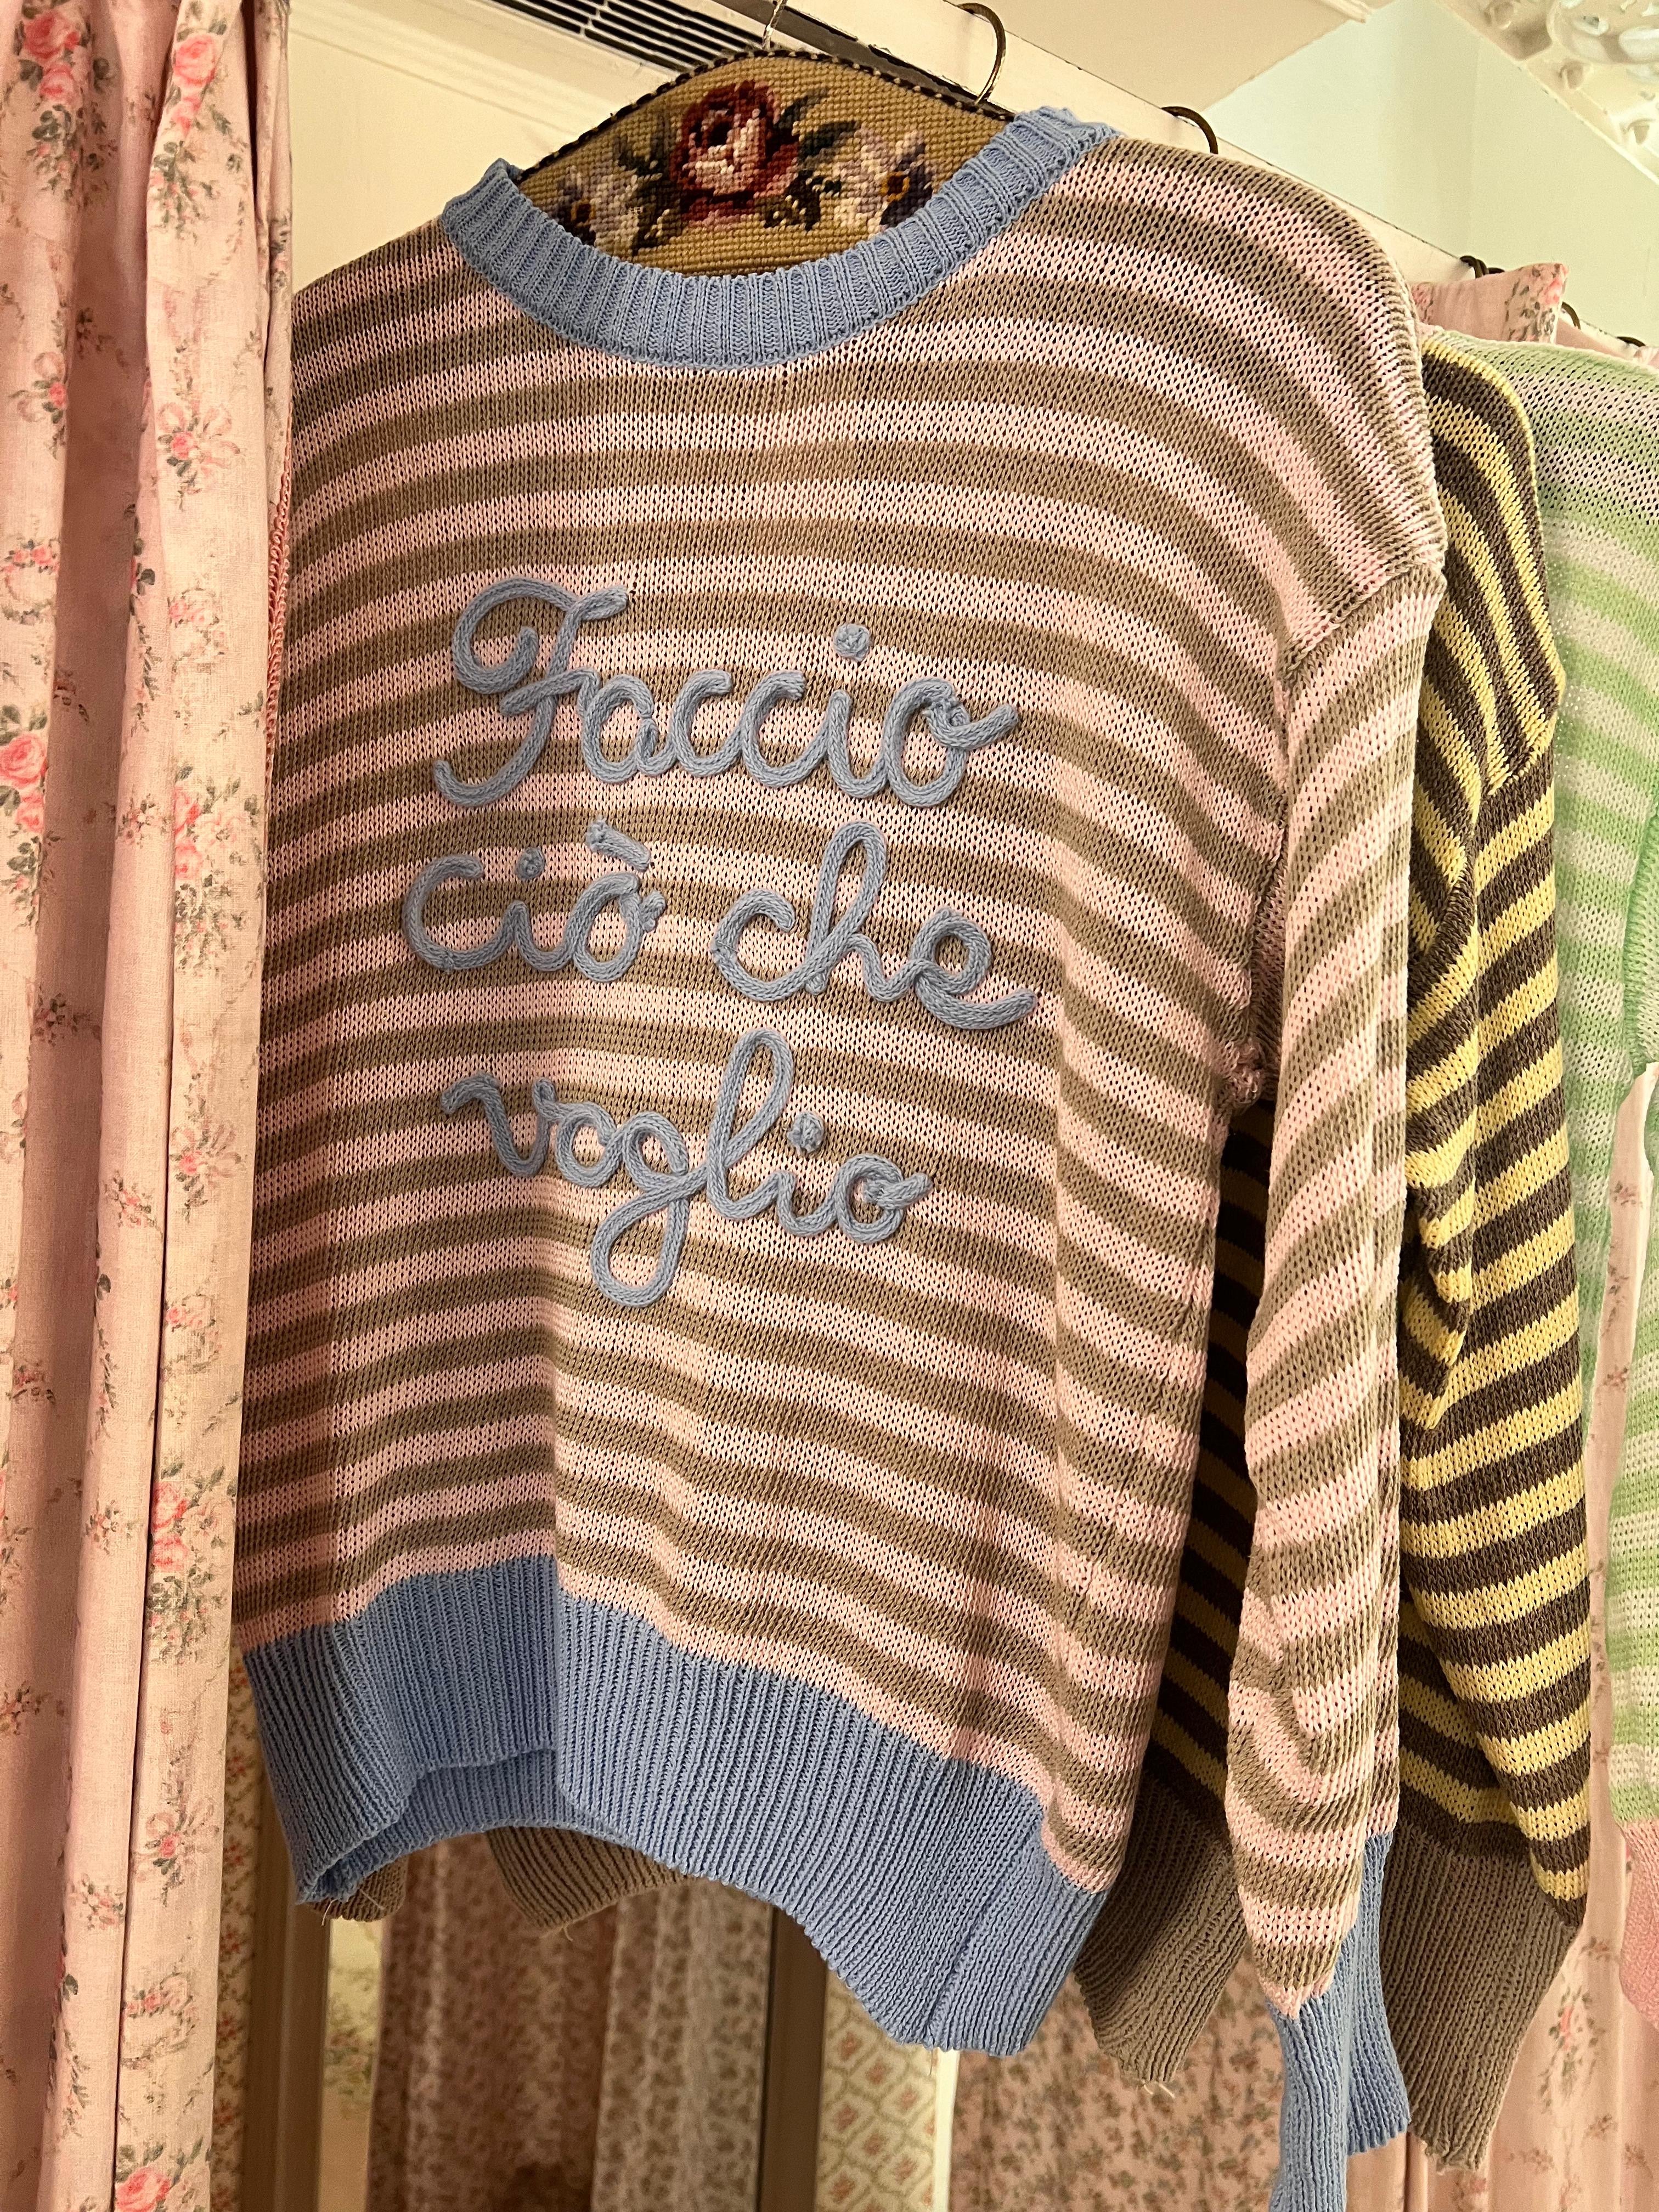 Faccio
ciò che
voglio